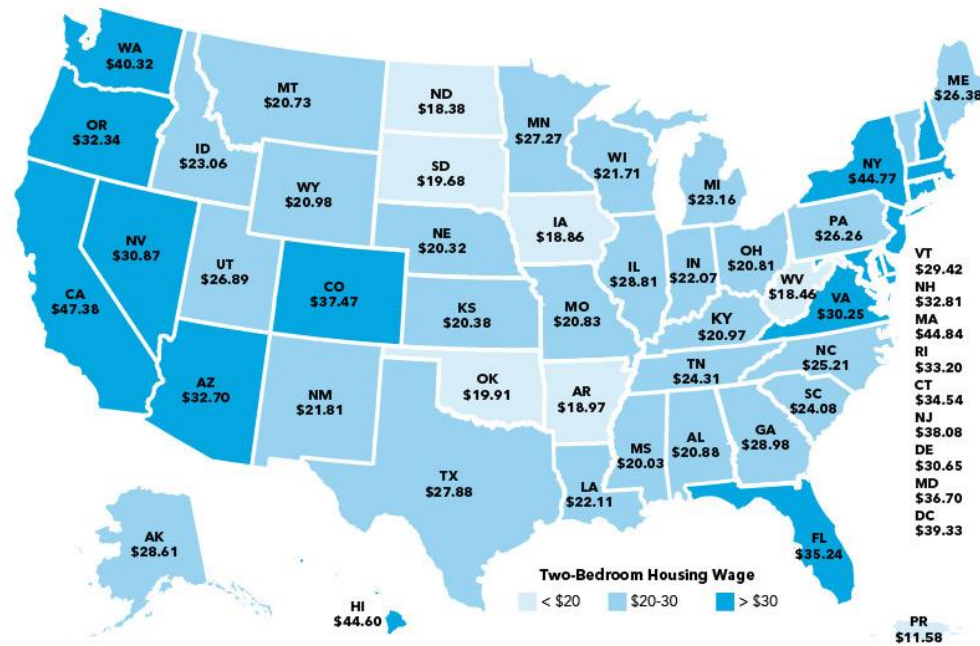 WA
$40.32
OR
$32.34
CA
$47.38
NV
$30.87
ID
$23.06
MT
$20.73
WY
$20.98
UT
$26.89
AZ
$32.70
CO
$37.47
NM
$21.81
ND
$18.38
SD
$19.68
NE
$20.32
KS
$20.38
OK
$19.91
TX
$27.88
MN
$27.27
IA
$18.86
MO
$20.83
AR
$18.97
LA
$22.11
WI
$21.71
IL
$28.81
MI
$23.16
IN
$22.07
OH
$20.81
KY
$20.97
TN
$24.31
MS
$20.03
AL
$20.88
GA
$28.98
FL
$35.24
SC
$24.08
NC
$25.21
VA
$30.25
WV
$18.46
PA
$26.26
NY
$44.77
ME
$26.38
VT
$29.42
NH
$32.81
MA
$44.84
RI
$33.20
CT
$34.54
NJ
$38.08
DE
$30.65
MD
$36.70
DC
$39.33
AK
$28.61
HI
$44.60
Two-Bedroom Housing Wage
< $20
$20-30
> $30
PR
$11.58